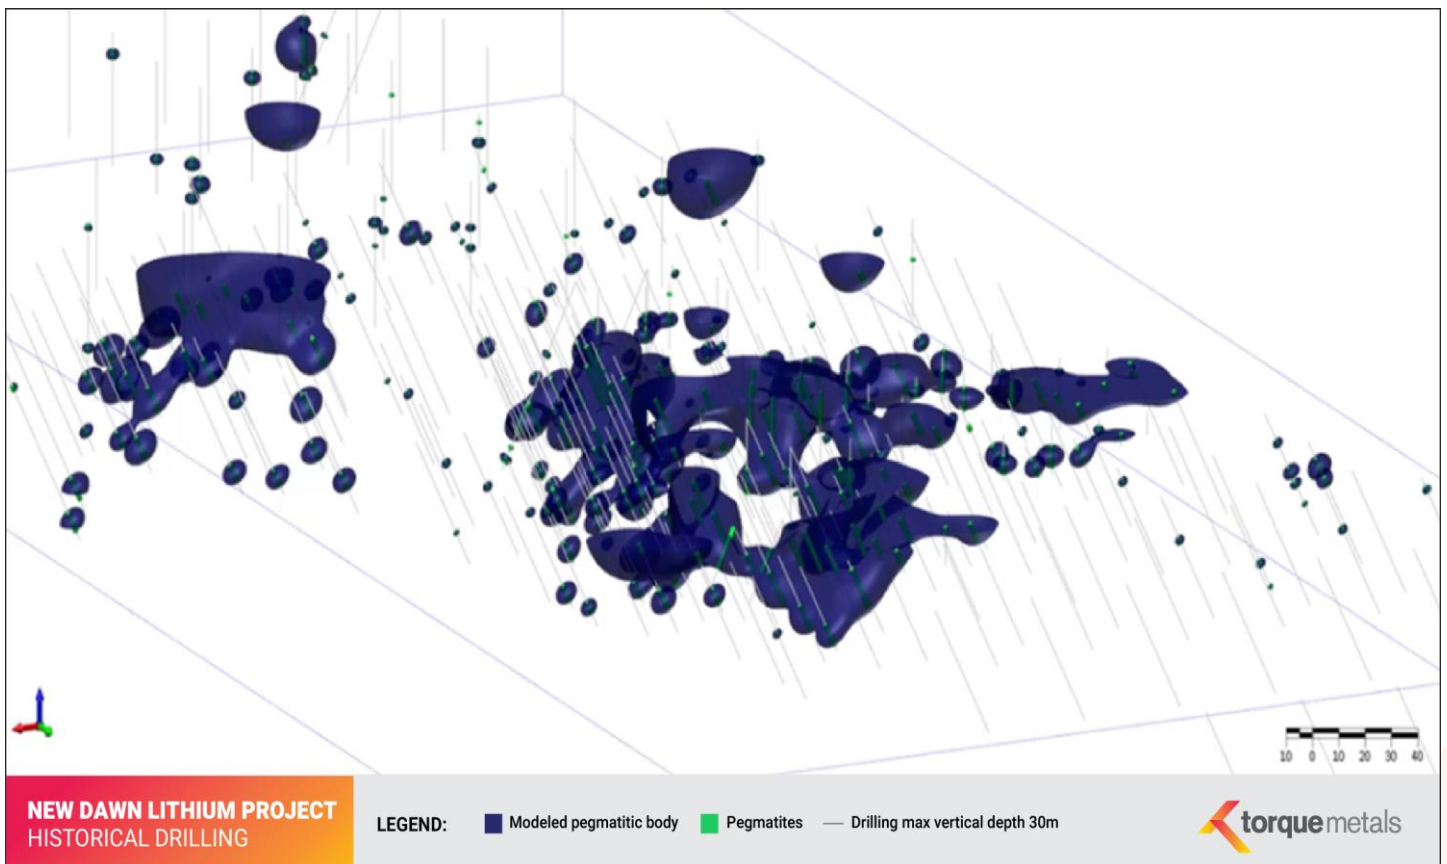 10 0 10 20 30 40
NEW DAWN LITHIUM PROJECT
HISTORICAL DRILLING
LEGEND: Modeled pegmatitic body Pegmatites Drilling max vertical depth 30m
torquemetals